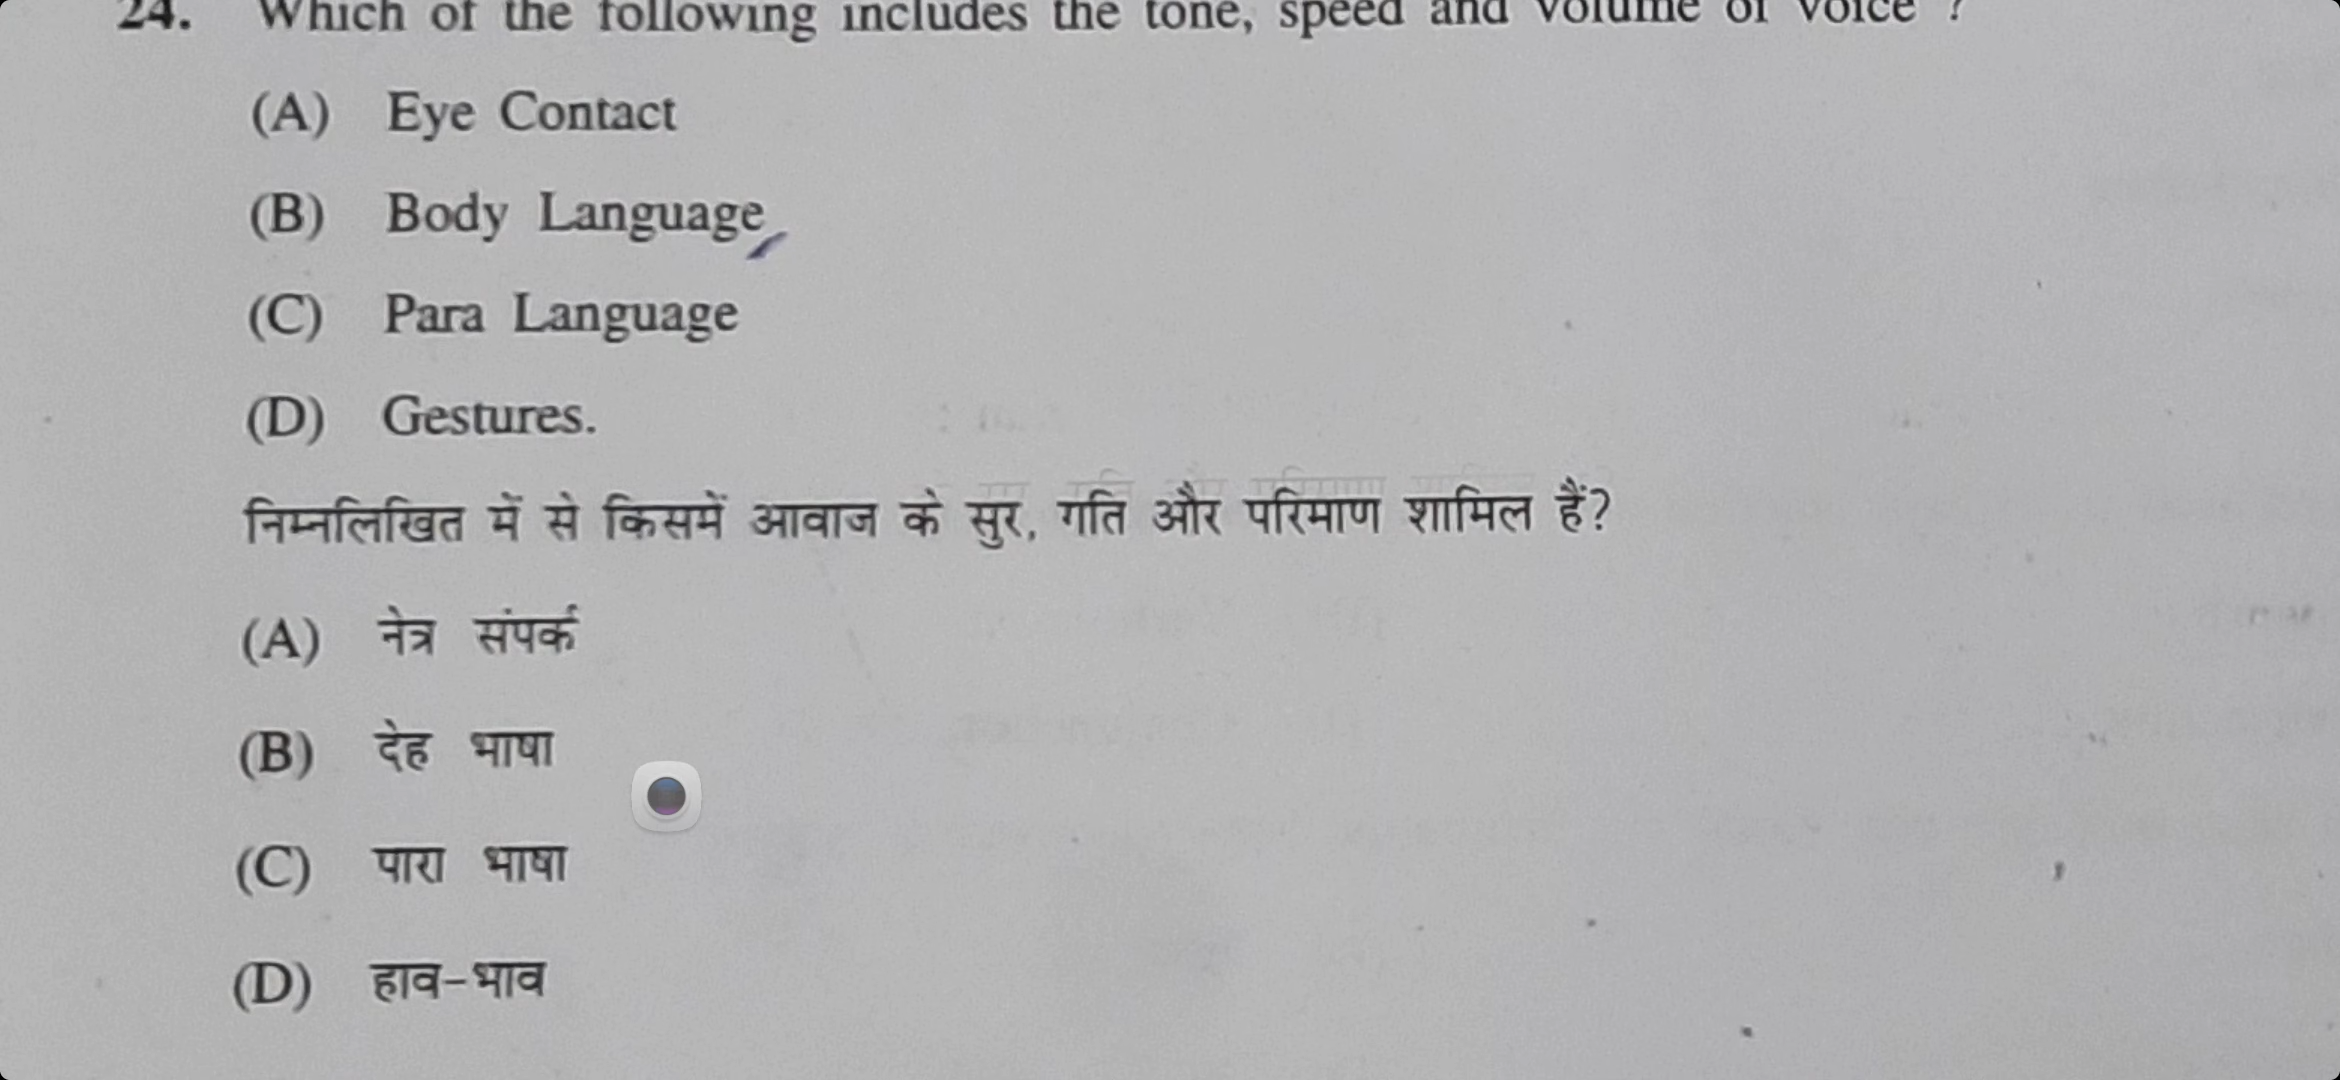 24. Which of the following includes the tone, speed and volume of voice ?
(A) Eye Contact
(B) Body Language
(C) Para Language
(D) Gestures.
निम्नलिखित में से किसमें आवाज के सुर, गति और परिमाण शामिल हैं?
(A) नेत्र संपर्क
(B) देह भाषा
(C) पारा भाषा
(D) हाव-भाव